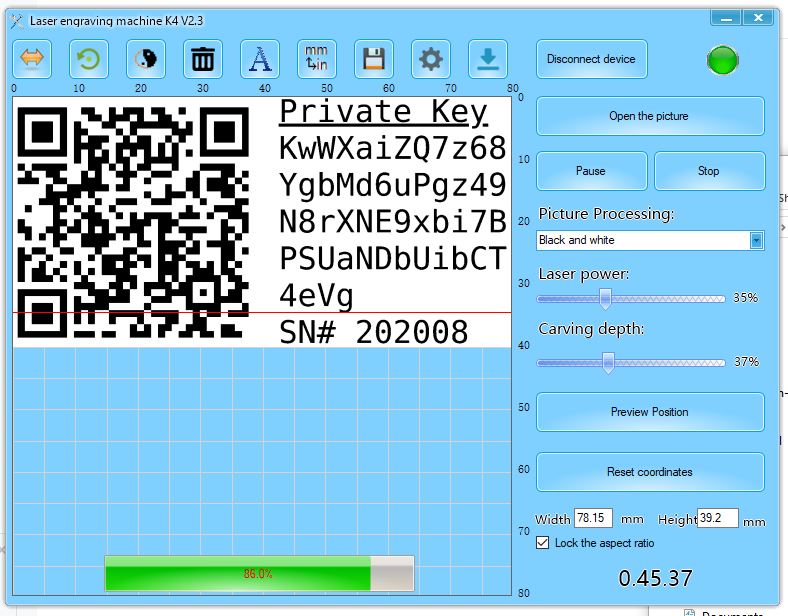 Laser engraving machine K4 V2.3
mm
in
A
Disconnect device
0 10 20 30 40 50 60 70 80
0
10
20
30
40
50
60
70
80
Private Key
KwWXaiZQ7z68
YgbMd6uPgz49
N8rXNE9xbi7B
PSUaNDbUibCT
4eVg
SN# 202008
Open the picture
Pause
Stop
Picture Processing:
Black and white
Laser power:
35%
Carving depth:
37%
Preview Position
Reset coordinates
Width 78.15 mm Height 39.2 mm
Lock the aspect ratio
86.0%
0.45.37